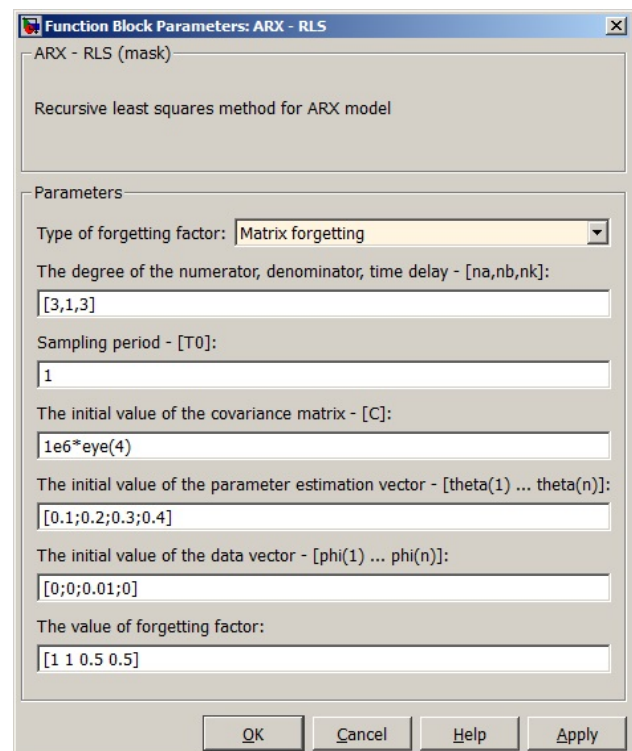 Function Block Parameters: ARX - RLS
ARX - RLS (mask)
Recursive least squares method for ARX model
Parameters
Type of forgetting factor: Matrix forgetting
The degree of the numerator, denominator, time delay - [na,nb,nk]:
[3,1,3]
Sampling period - [T0]:
1
The initial value of the covariance matrix - [C]:
1e6*eye(4)
The initial value of the parameter estimation vector - [theta(1) ... theta(n)]:
[0.1;0.2;0.3;0.4]
The initial value of the data vector - [phi(1) ... phi(n)]:
[0;0;0.01;0]
The value of forgetting factor:
[1 1 0.5 0.5]
OK Cancel Help Apply